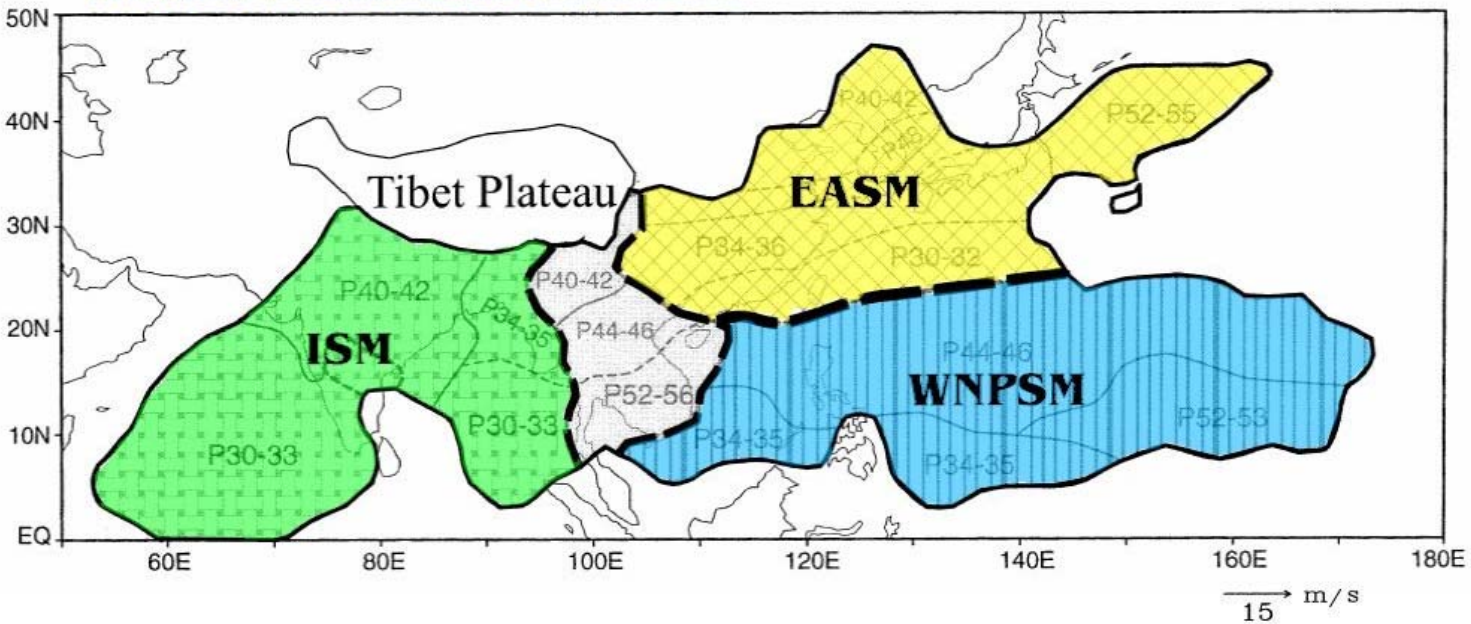 50N
40N
30N
20N
10N
EQ
P40-42
P48
P52-55
Tibet Plateau
EASM
P34-36
P30-32
P40-42
P40-42
P34-35
ISM
P44-46
P44-46
P52-56
WNPSM
P30-33
P34-35
P52-53
P30-33
P34-35
60E
80E
100E
120E
140E
160E
180E
15
m/s